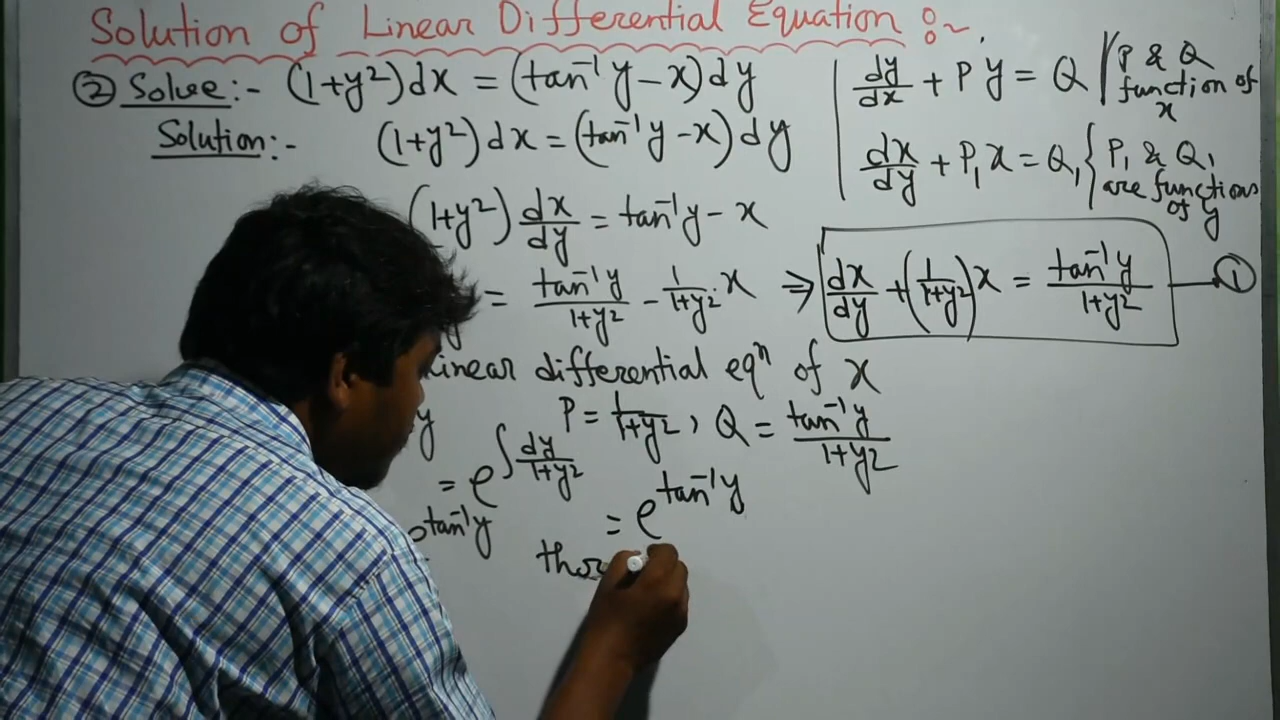 Solution of Linear Differential Equation :~
② Solve:- (1+y²)dx = (tan⁻¹y-x)dy
dy/dx + Py = Q / P & Q function of x
Solution:- (1+y²)dx = (tan⁻¹y-x)dy
dx/dy + P₁x = Q₁ { P₁ & Q₁ are functions of y
(1+y²) dx/dy = tan⁻¹y - x
= tan⁻¹y/1+y² - 1/1+y² x ⇒ dx/dy + (1/1+y²)x = tan⁻¹y/1+y² — ①
Linear differential eqⁿ of x
y P = 1/1+y², Q = tan⁻¹y/1+y²
= e^∫dy/1+y²
= e^tan⁻¹y
tan⁻¹y